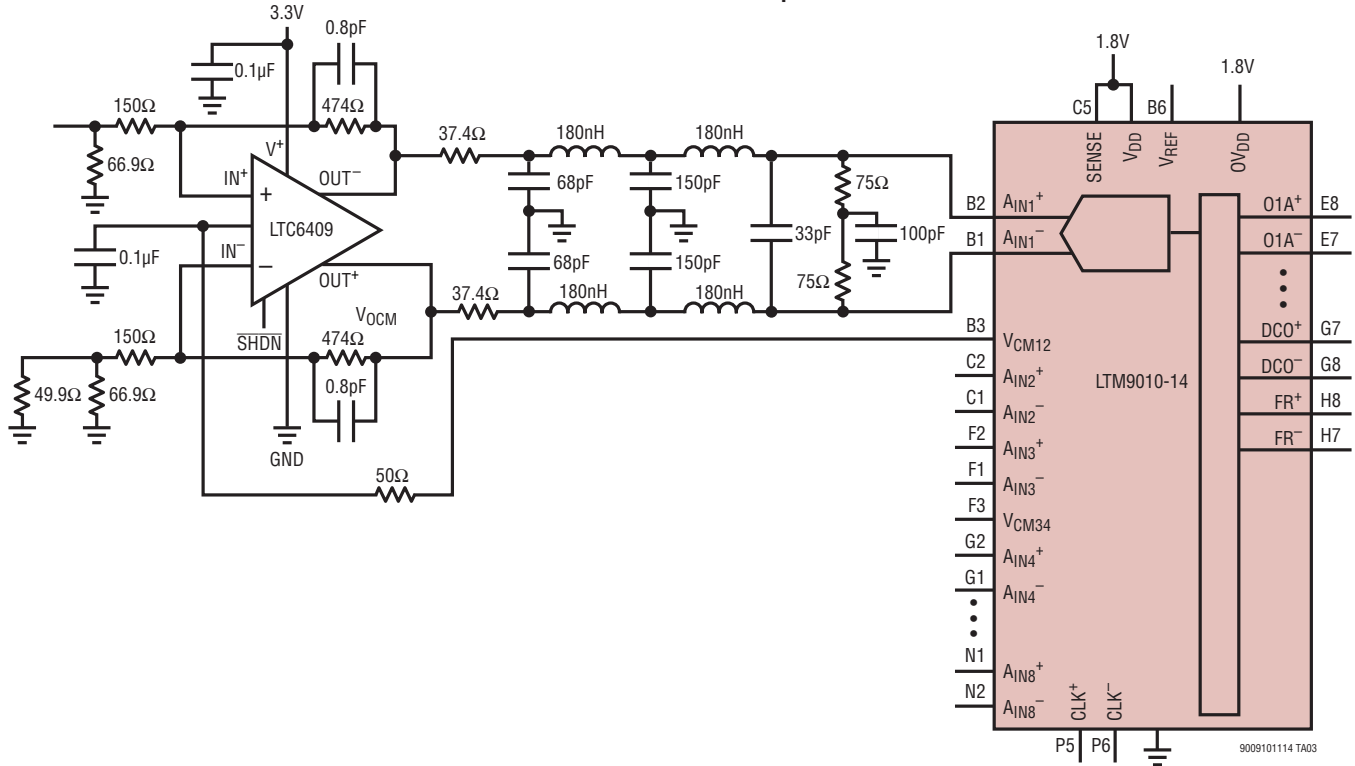 3.3V
0.8pF
0.1µF
150Ω
474Ω
66.9Ω
V+
IN+
OUT−
+
LTC6409
0.1µF
IN−
−
OUT+
SHDN
VOCM
150Ω
474Ω
0.8pF
49.9Ω
66.9Ω
GND
50Ω
37.4Ω
180nH
180nH
68pF
150pF
75Ω
33pF
100pF
68pF
150pF
75Ω
37.4Ω
180nH
180nH
1.8V
1.8V
C5
B6
SENSE
VDD
VREF
OVDD
B2
AIN1+
B1
AIN1−
B3
VCM12
C2
AIN2+
C1
AIN2−
F2
AIN3+
F1
AIN3−
F3
VCM34
G2
AIN4+
G1
AIN4−
N1
AIN8+
N2
AIN8−
LTM9010-14
O1A+
E8
O1A−
E7
DCO+
G7
DCO−
G8
FR+
H8
FR−
H7
CLK+
CLK−
P5
P6
9009101114 TA03